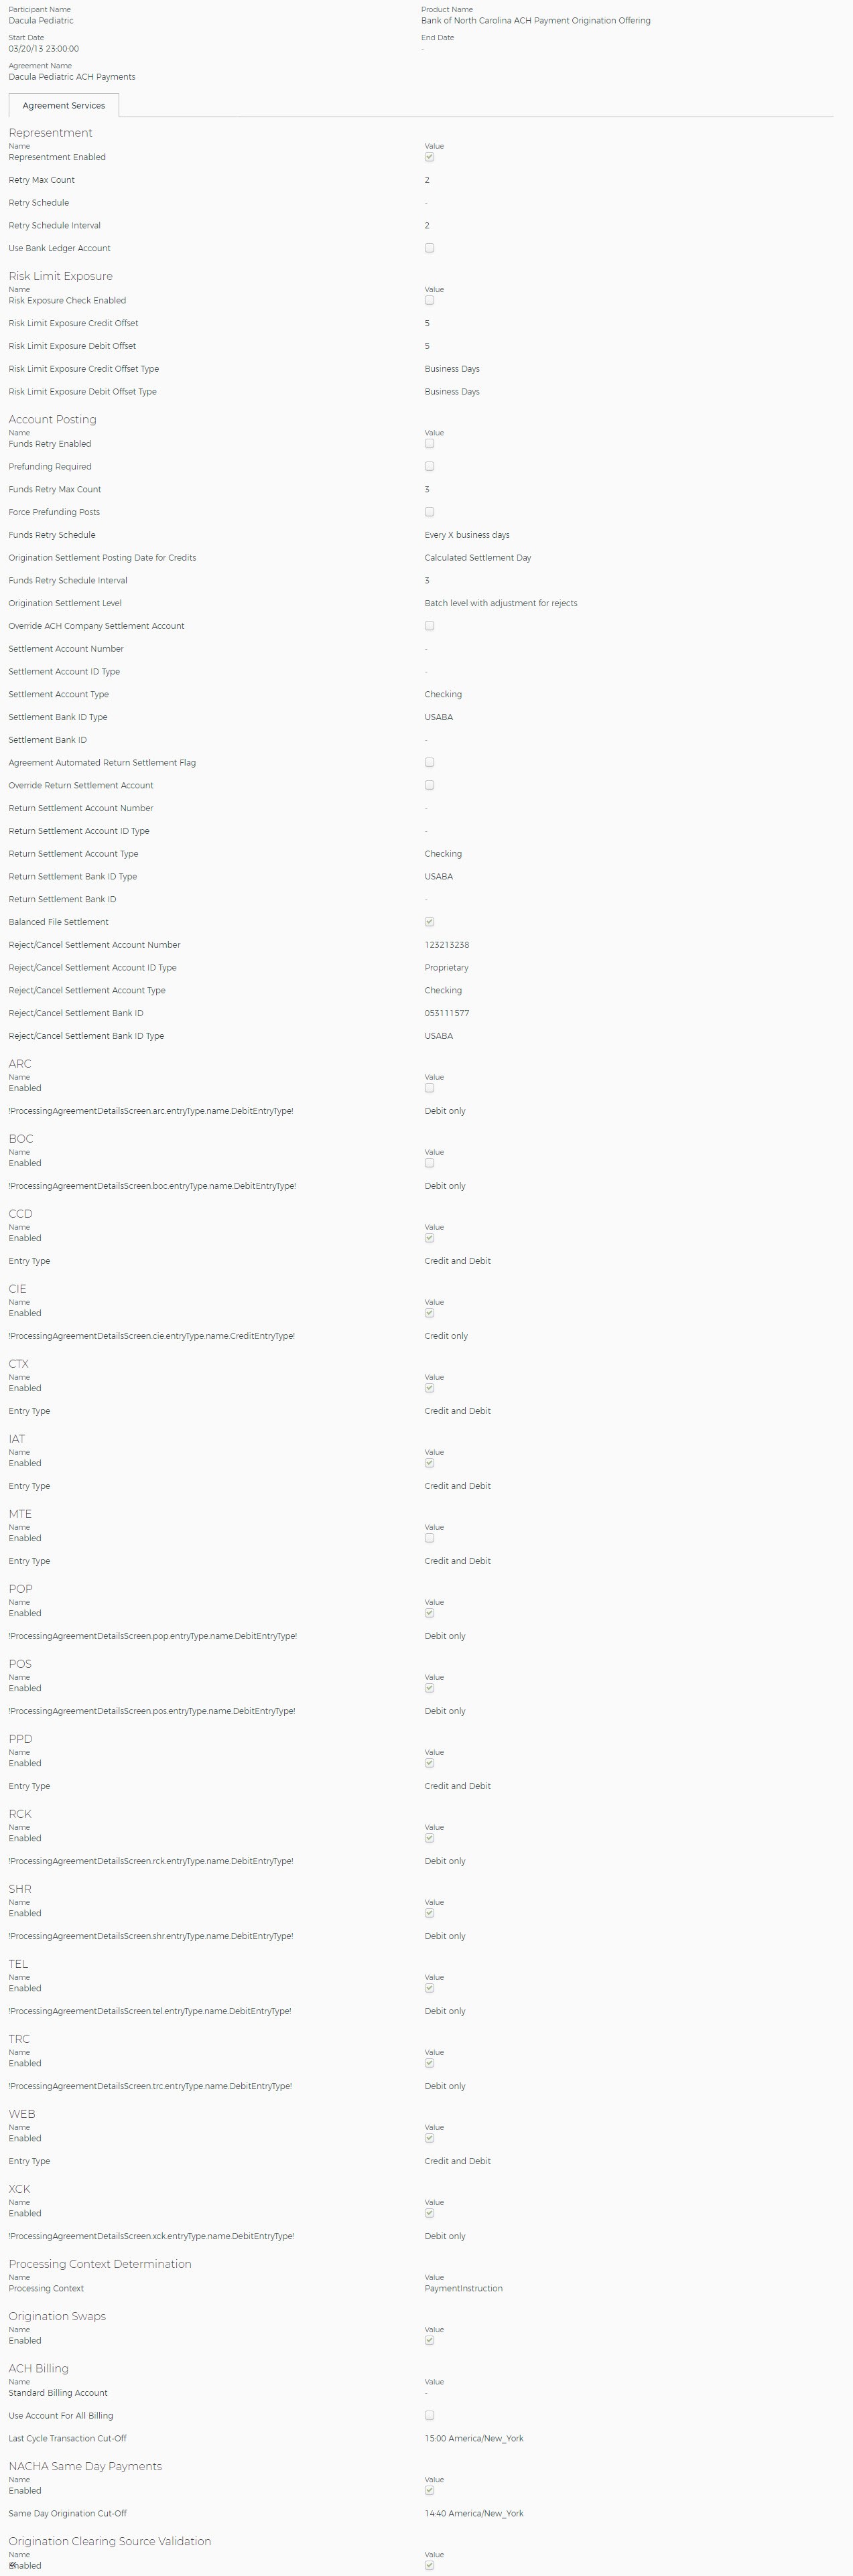 Participant Name Product Name
Dacula Pediatric Bank of North Carolina ACH Payment Origination Offering
Start Date End Date
03/20/13 23:00:00 -
Agreement Name
Dacula Pediatric ACH Payments
Agreement Services
Representment
Name Value
Representment Enabled
Retry Max Count 2
Retry Schedule -
Retry Schedule Interval 2
Use Bank Ledger Account
Risk Limit Exposure
Name Value
Risk Exposure Check Enabled
Risk Limit Exposure Credit Offset 5
Risk Limit Exposure Debit Offset 5
Risk Limit Exposure Credit Offset Type Business Days
Risk Limit Exposure Debit Offset Type Business Days
Account Posting
Name Value
Funds Retry Enabled
Prefunding Required
Funds Retry Max Count 3
Force Prefunding Posts
Funds Retry Schedule Every X business days
Origination Settlement Posting Date for Credits Calculated Settlement Day
Funds Retry Schedule Interval 3
Origination Settlement Level Batch level with adjustment for rejects
Override ACH Company Settlement Account
Settlement Account Number -
Settlement Account ID Type -
Settlement Account Type Checking
Settlement Bank ID Type USABA
Settlement Bank ID -
Agreement Automated Return Settlement Flag
Override Return Settlement Account
Return Settlement Account Number -
Return Settlement Account ID Type -
Return Settlement Account Type Checking
Return Settlement Bank ID Type USABA
Return Settlement Bank ID -
Balanced File Settlement
Reject/Cancel Settlement Account Number 123213238
Reject/Cancel Settlement Account ID Type Proprietary
Reject/Cancel Settlement Account Type Checking
Reject/Cancel Settlement Bank ID 053111577
Reject/Cancel Settlement Bank ID Type USABA
ARC
Name Value
Enabled
!ProcessingAgreementDetailsScreen.arc.entryType.name.DebitEntryType! Debit only
BOC
Name Value
Enabled
!ProcessingAgreementDetailsScreen.boc.entryType.name.DebitEntryType! Debit only
CCD
Name Value
Enabled
Entry Type Credit and Debit
CIE
Name Value
Enabled
!ProcessingAgreementDetailsScreen.cie.entryType.name.CreditEntryType! Credit only
CTX
Name Value
Enabled
Entry Type Credit and Debit
IAT
Name Value
Enabled
Entry Type Credit and Debit
MTE
Name Value
Enabled
Entry Type Credit and Debit
POP
Name Value
Enabled
!ProcessingAgreementDetailsScreen.pop.entryType.name.DebitEntryType! Debit only
POS
Name Value
Enabled
!ProcessingAgreementDetailsScreen.pos.entryType.name.DebitEntryType! Debit only
PPD
Name Value
Enabled
Entry Type Credit and Debit
RCK
Name Value
Enabled
!ProcessingAgreementDetailsScreen.rck.entryType.name.DebitEntryType! Debit only
SHR
Name Value
Enabled
!ProcessingAgreementDetailsScreen.shr.entryType.name.DebitEntryType! Debit only
TEL
Name Value
Enabled
!ProcessingAgreementDetailsScreen.tel.entryType.name.DebitEntryType! Debit only
TRC
Name Value
Enabled
!ProcessingAgreementDetailsScreen.trc.entryType.name.DebitEntryType! Debit only
WEB
Name Value
Enabled
Entry Type Credit and Debit
XCK
Name Value
Enabled
!ProcessingAgreementDetailsScreen.xck.entryType.name.DebitEntryType! Debit only
Processing Context Determination
Name Value
Processing Context PaymentInstruction
Origination Swaps
Name Value
Enabled
ACH Billing
Name Value
Standard Billing Account -
Use Account For All Billing
Last Cycle Transaction Cut-Off 15:00 America/New_York
NACHA Same Day Payments
Name Value
Enabled
Same Day Origination Cut-Off 14:40 America/New_York
Origination Clearing Source Validation
Name Value
Enabled